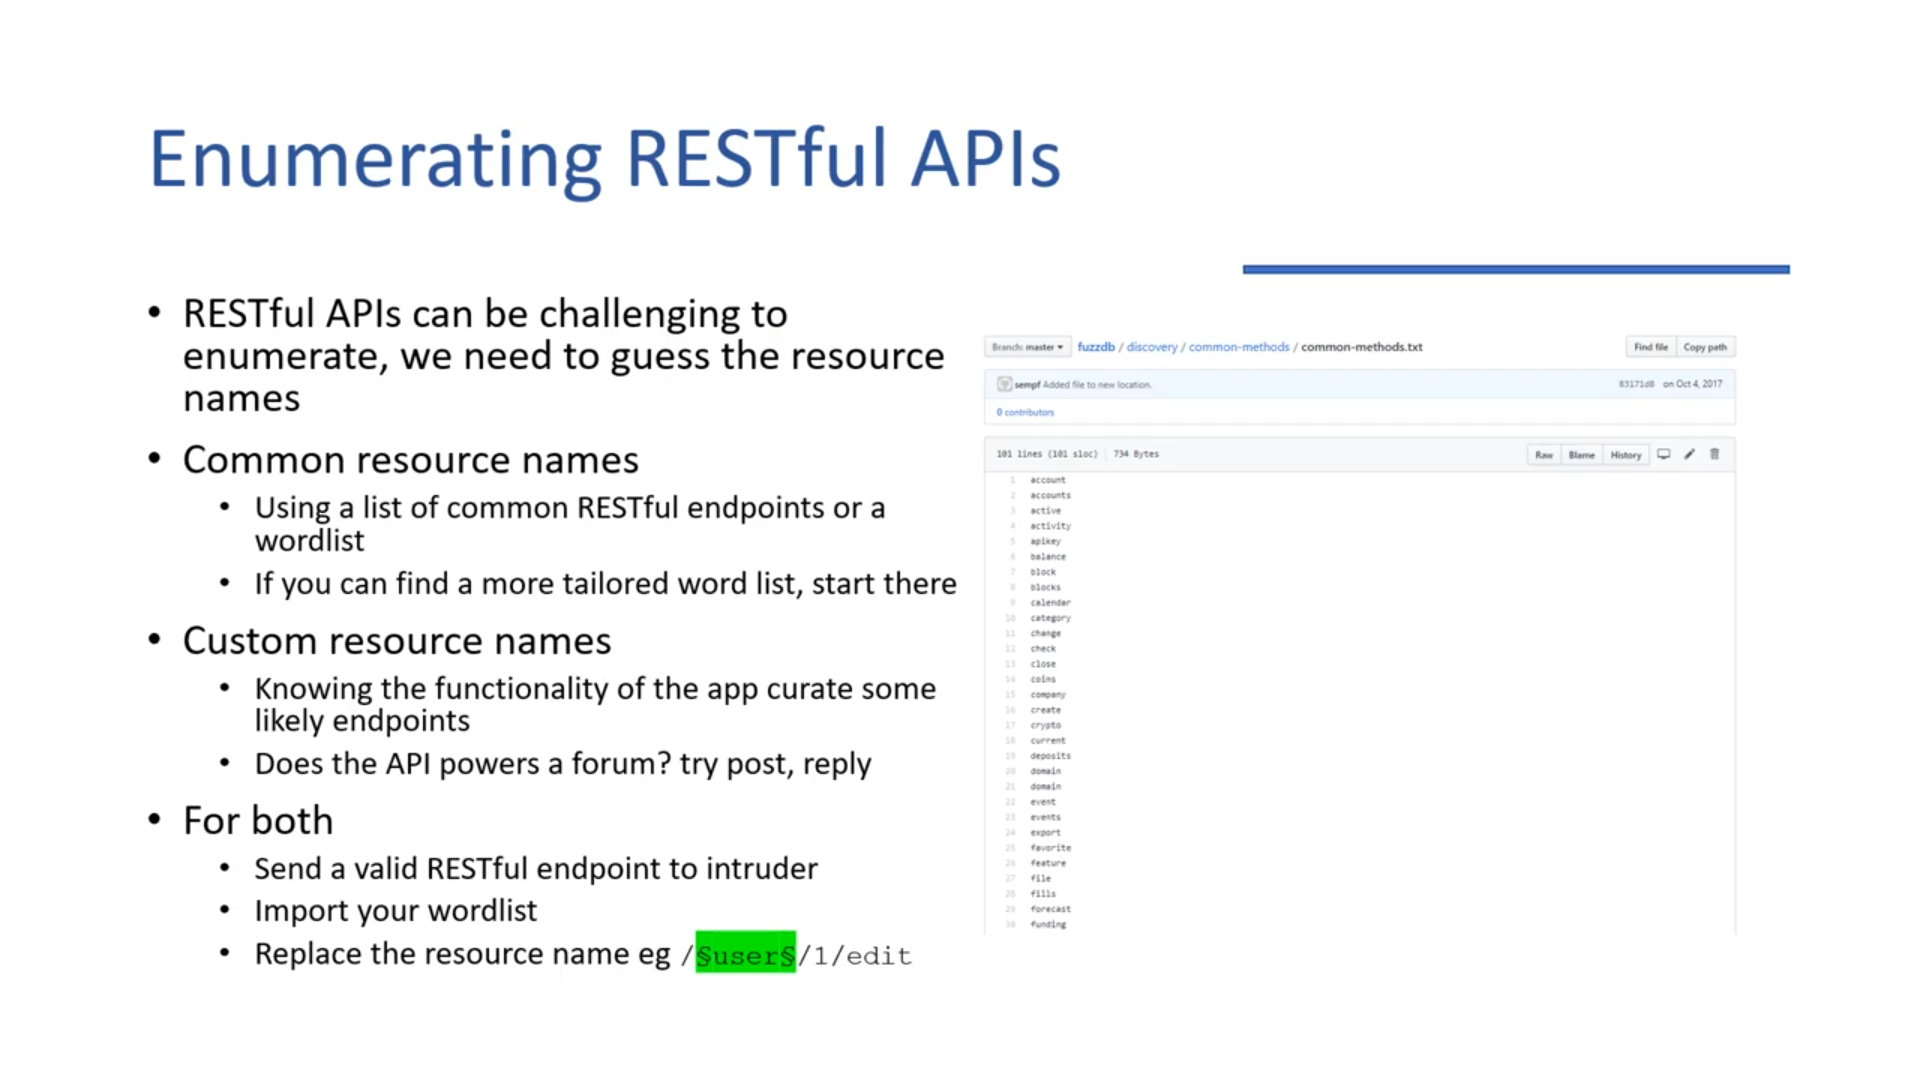 Enumerating RESTful APIs
• RESTful APIs can be challenging to
enumerate, we need to guess the resource
names
• Common resource names
• Using a list of common RESTful endpoints or a
wordlist
• If you can find a more tailored word list, start there
• Custom resource names
• Knowing the functionality of the app curate some
likely endpoints
• Does the API powers a forum? try post, reply
• For both
• Send a valid RESTful endpoint to intruder
• Import your wordlist
• Replace the resource name eg /§user§/1/edit
Branch: master fuzzdb / discovery / common-methods / common-methods.txt Find file Copy path
sempf Added file to new location. 83171d8 on Oct 4, 2017
0 contributors
101 lines (101 sloc) 734 Bytes Raw Blame History
1 account
2 accounts
3 active
4 activity
5 apikey
6 balance
7 block
8 blocks
9 calendar
10 category
11 change
12 check
13 close
14 coins
15 company
16 create
17 crypto
18 current
19 deposits
20 domain
21 domain
22 event
23 events
24 export
25 favorite
26 feature
27 file
28 fills
29 forecast
30 funding